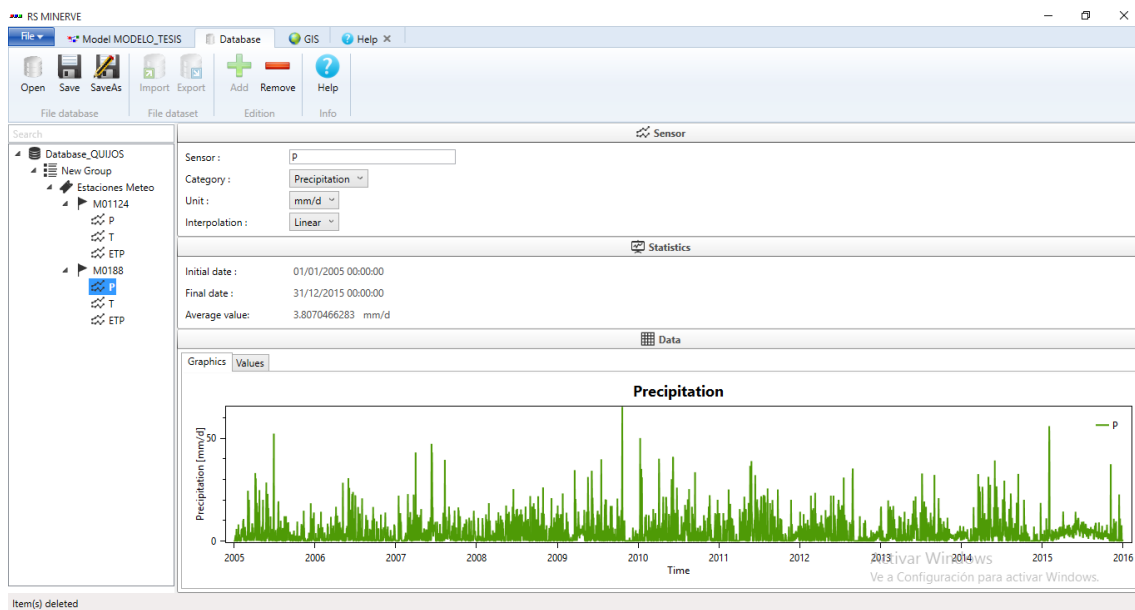 RS MINERVE
File Model MODELO_TESIS Database GIS Help ×
Open Save SaveAs Import Export Add Remove Help
File database File dataset Edition Info
Search
Database_QUIJOS
New Group
Estaciones Meteo
M01124
P
T
ETP
M0188
P
T
ETP
Sensor
Sensor : P
Category : Precipitation
Unit : mm/d
Interpolation : Linear
Statistics
Initial date : 01/01/2005 00:00:00
Final date : 31/12/2015 00:00:00
Average value: 3.8070466283 mm/d
Data
Graphics Values
Precipitation
Precipitation [mm/d]
50
0
P
2005 2006 2007 2008 2009 2010 2011 2012 2013 2014 2015 2016
Time
Activar Windows
Ve a Configuración para activar Windows.
Item(s) deleted